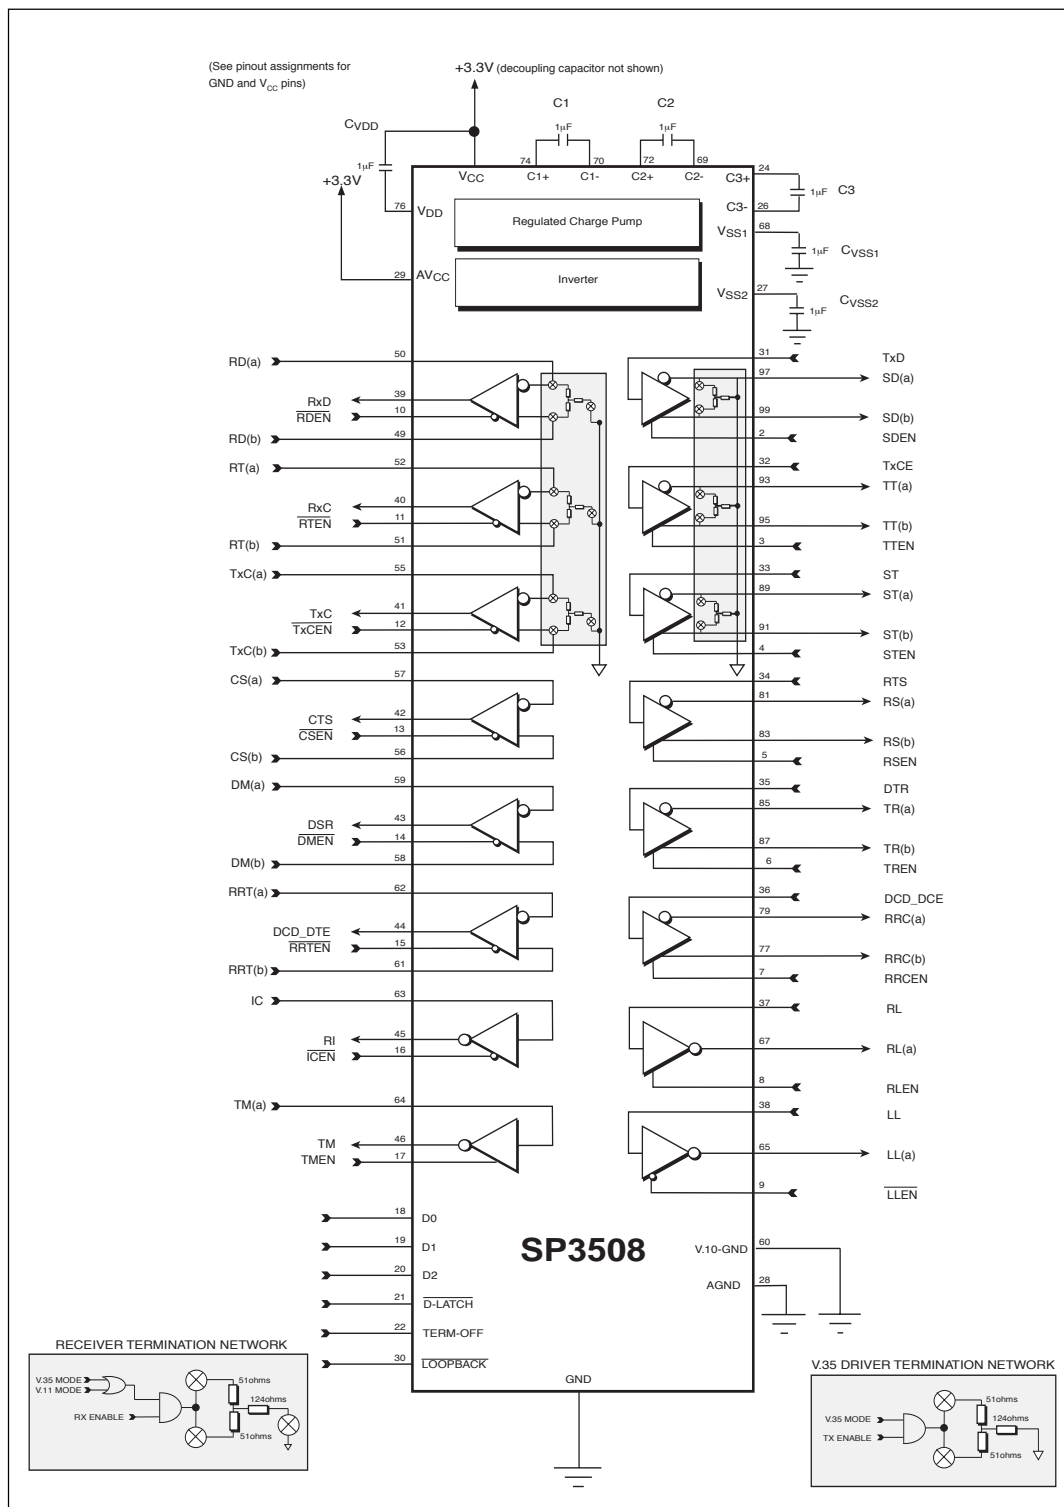 (See pinout assignments for
GND and VCC pins)
+3.3V (decoupling capacitor not shown)
C1
C2
CVDD
1µF
1µF
1µF
74
70
72
69
24
VCC
C1+
C1-
C2+
C2-
C3+
1µF
C3
+3.3V
76
VDD
C3-
26
Regulated Charge Pump
VSS1
68
1µF
CVSS1
29
AVCC
Inverter
VSS2
27
1µF
CVSS2
RD(a)
50
RxD
39
RDEN
10
RD(b)
49
RT(a)
52
RxC
40
RTEN
11
RT(b)
51
TxC(a)
55
TxC
41
TxCEN
12
TxC(b)
53
CS(a)
57
CTS
42
CSEN
13
CS(b)
56
DM(a)
59
DSR
43
DMEN
14
DM(b)
58
RRT(a)
62
DCD_DTE
44
RRTEN
15
RRT(b)
61
IC
63
RI
45
ICEN
16
TM(a)
64
TM
46
TMEN
17
31
TxD
97
SD(a)
99
SD(b)
2
SDEN
32
TxCE
93
TT(a)
95
TT(b)
3
TTEN
33
ST
89
ST(a)
91
ST(b)
4
STEN
34
RTS
81
RS(a)
83
RS(b)
5
RSEN
35
DTR
85
TR(a)
87
TR(b)
6
TREN
36
DCD_DCE
79
RRC(a)
77
RRC(b)
7
RRCEN
37
RL
67
RL(a)
8
RLEN
38
LL
65
LL(a)
9
LLEN
18
D0
19
D1
20
D2
21
D-LATCH
22
TERM-OFF
30
LOOPBACK
SP3508
V.10-GND
60
AGND
28
GND
RECEIVER TERMINATION NETWORK
V.35 MODE
V.11 MODE
RX ENABLE
51ohms
124ohms
51ohms
V.35 DRIVER TERMINATION NETWORK
V.35 MODE
TX ENABLE
51ohms
124ohms
51ohms